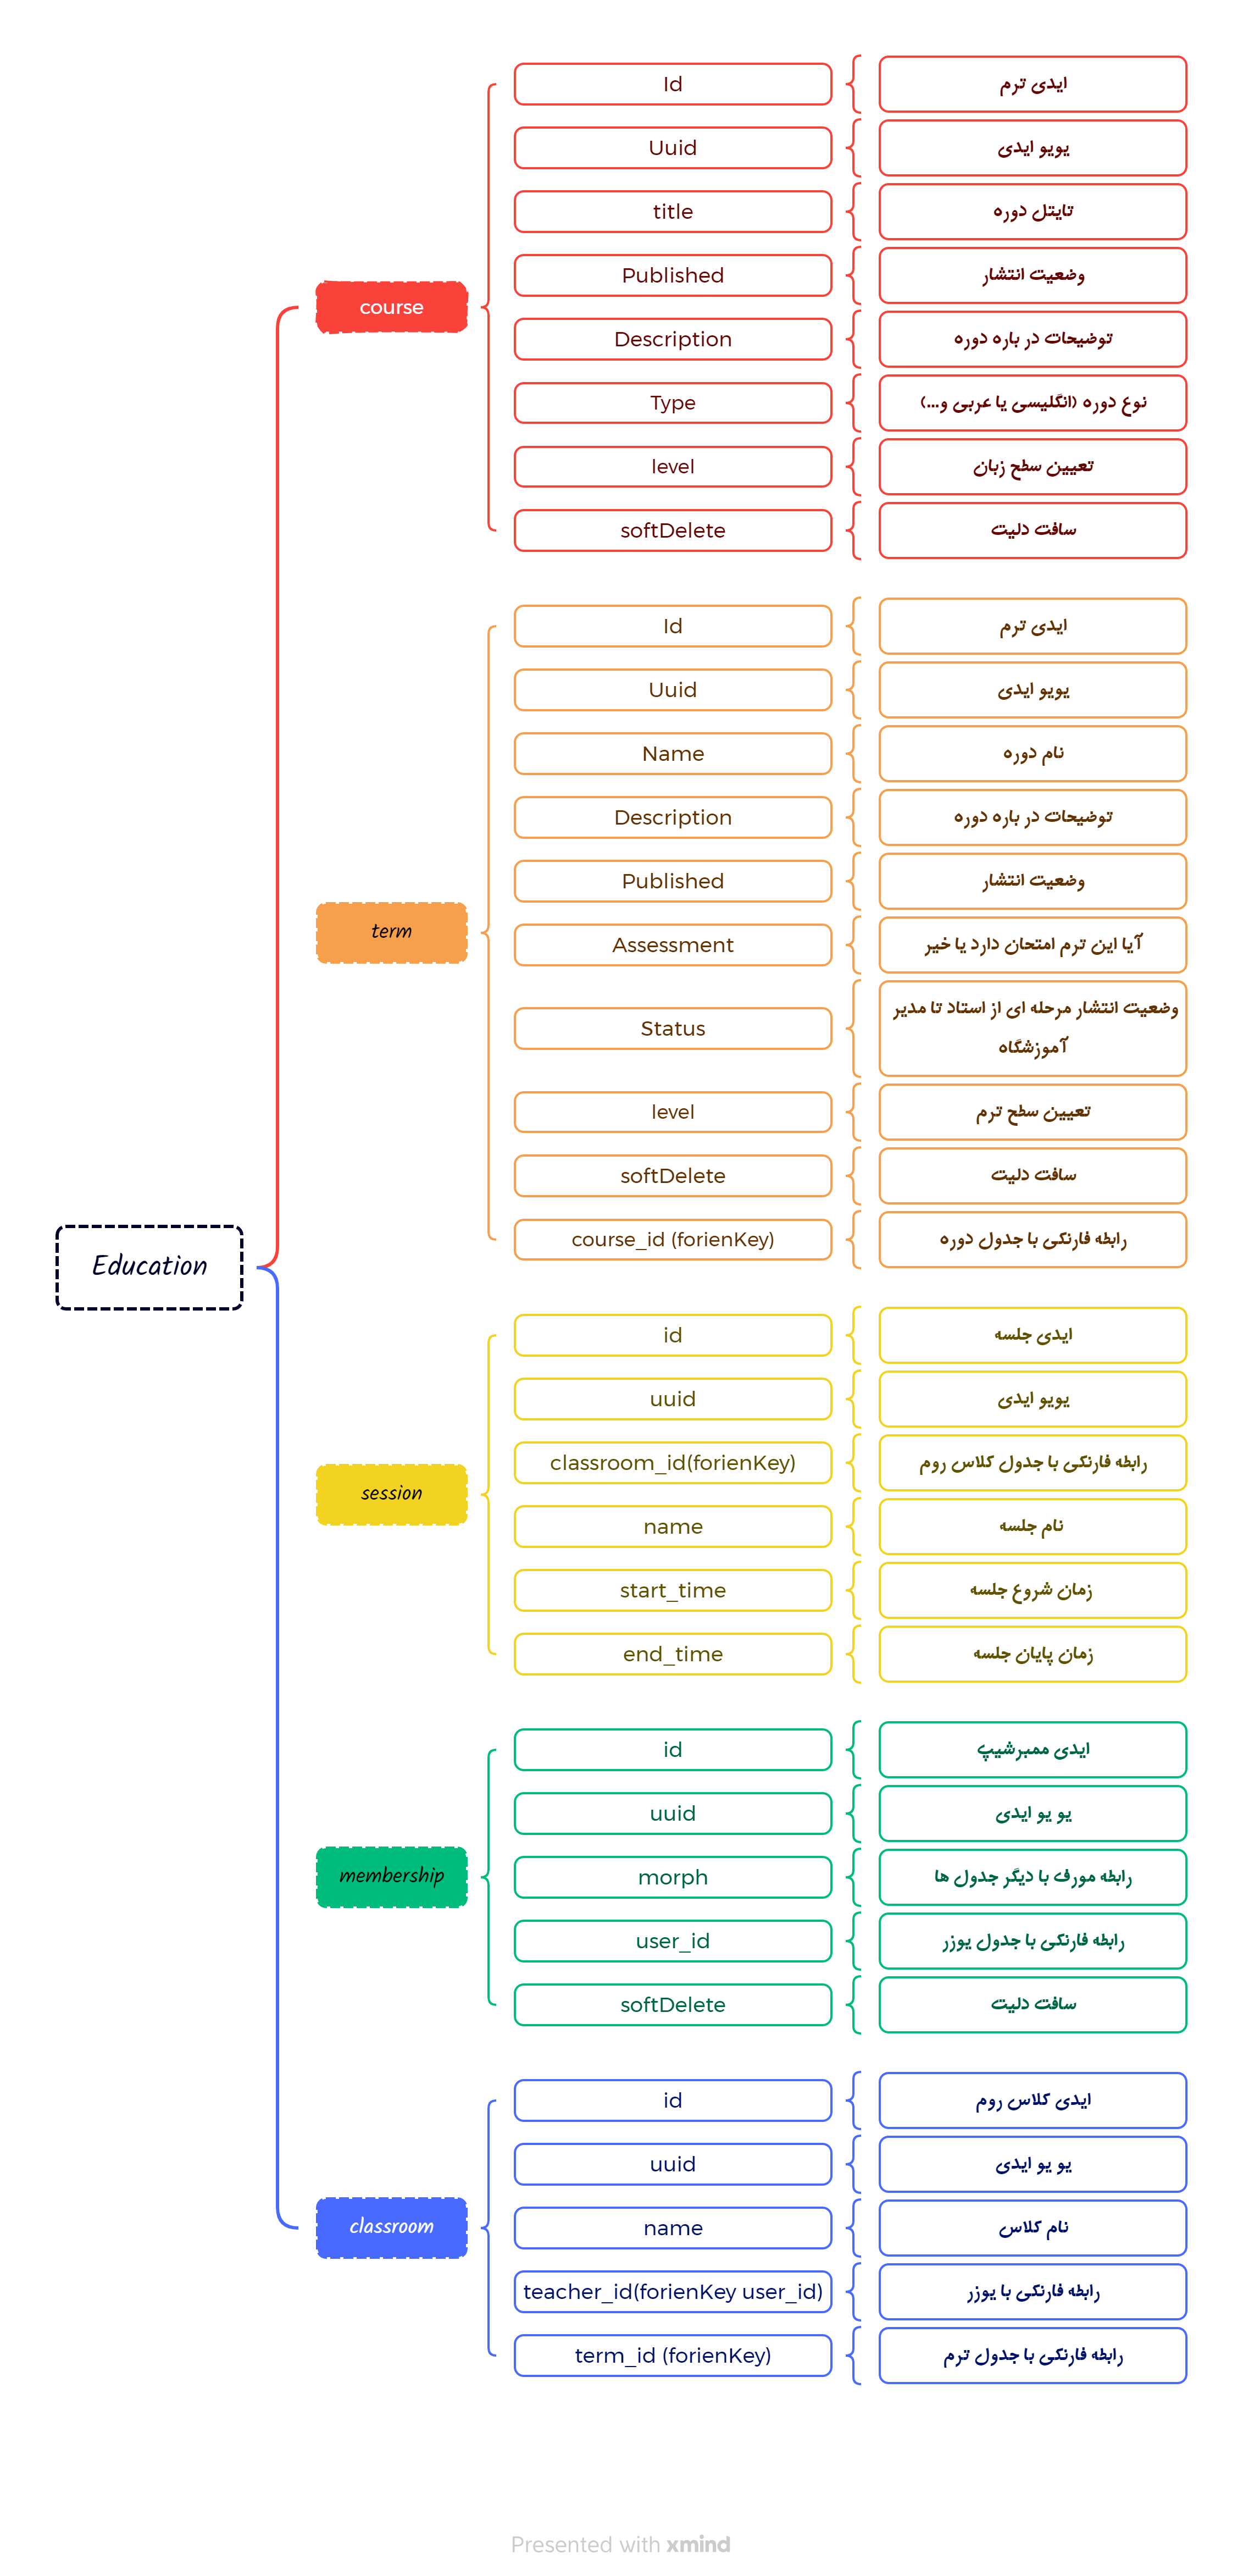 Education
course
Id
ایدی ترم
Uuid
یویو ایدی
title
تایتل دوره
Published
وضعیت انتشار
Description
توضیحات در باره دوره
Type
نوع دوره (انگلیسی یا عربی و...)
level
تعیین سطح زبان
softDelete
سافت دلیت
term
Id
ایدی ترم
Uuid
یویو ایدی
Name
نام دوره
Description
توضیحات در باره دوره
Published
وضعیت انتشار
Assessment
آیا این ترم امتحان دارد یا خیر
Status
وضعیت انتشار مرحله ای از استاد تا مدیر
آموزشگاه
level
تعیین سطح ترم
softDelete
سافت دلیت
course_id (forienKey)
رابطه فارنکی با جدول دوره
session
id
ایدی جلسه
uuid
یویو ایدی
classroom_id(forienKey)
رابطه فارنکی با جدول کلاس روم
name
نام جلسه
start_time
زمان شروع جلسه
end_time
زمان پایان جلسه
membership
id
ایدی ممبرشیپ
uuid
یو یو ایدی
morph
رابطه مورف با دیگر جدول ها
user_id
رابطه فارنکی با جدول یوزر
softDelete
سافت دلیت
classroom
id
ایدی کلاس روم
uuid
یو یو ایدی
name
نام کلاس
teacher_id(forienKey user_id)
رابطه فارنکی با یوزر
term_id (forienKey)
رابطه فارنکی با جدول ترم
Presented with xmind